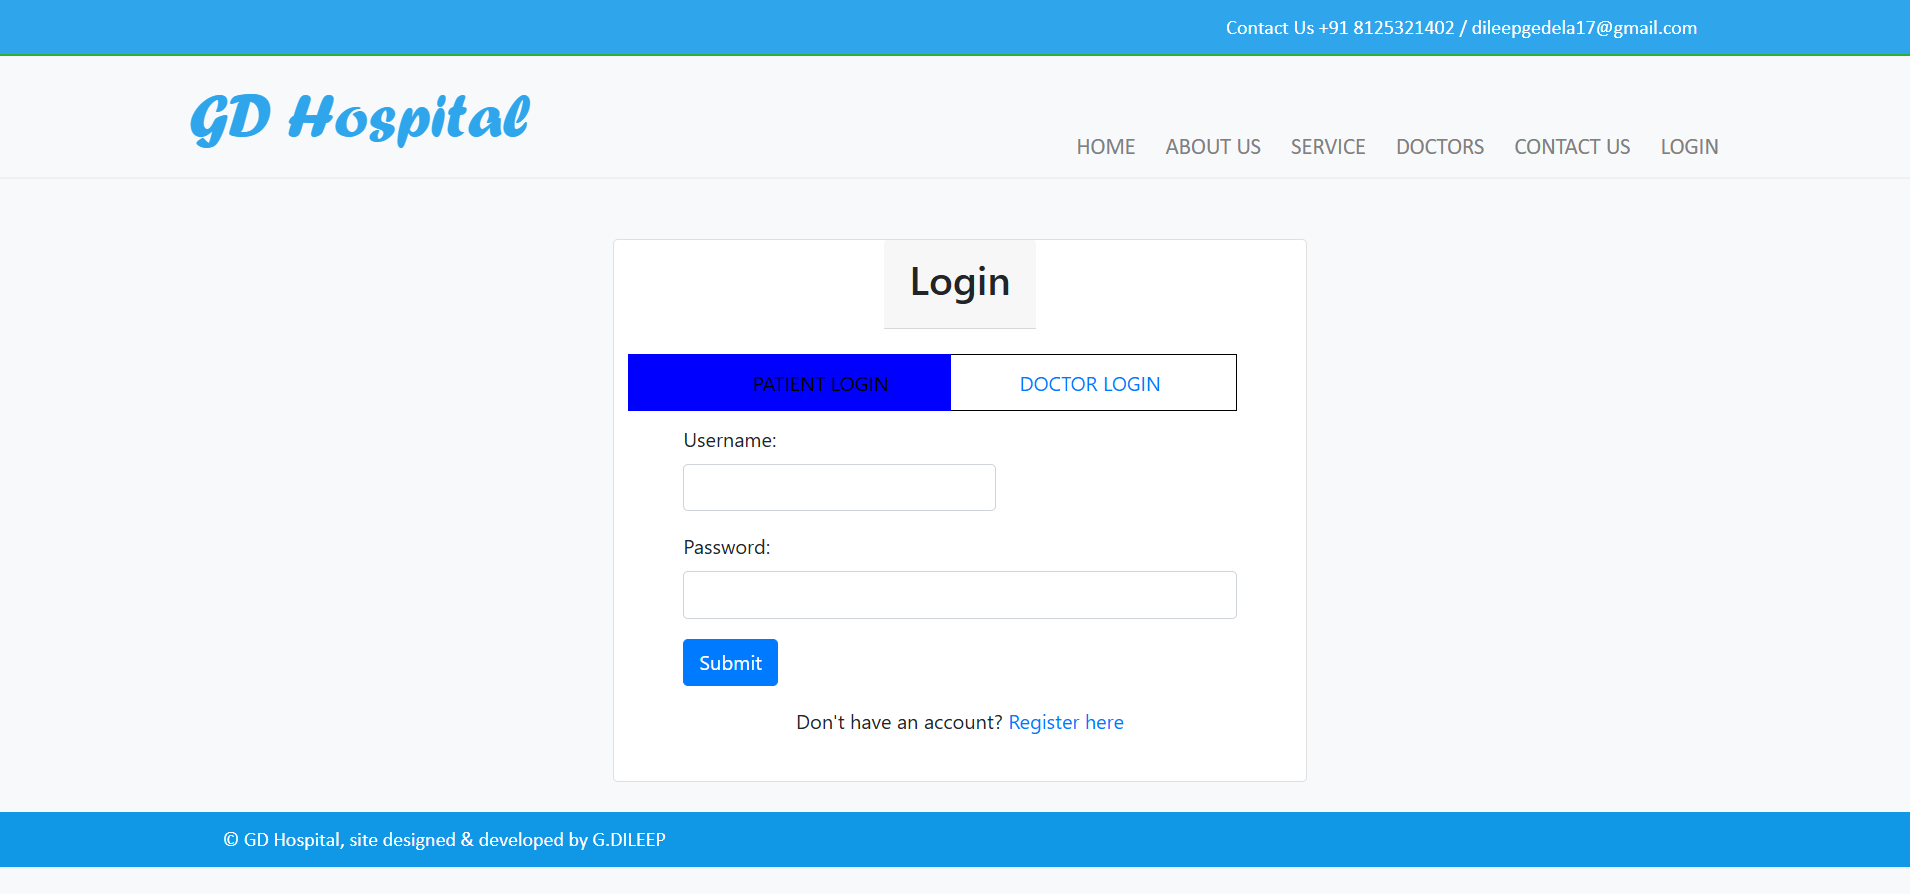 Contact Us +91 8125321402 / dileepgedela17@gmail.com
GD Hospital
HOME ABOUT US SERVICE DOCTORS CONTACT US LOGIN
Login
PATIENT LOGIN DOCTOR LOGIN
Username:
Password:
Submit
Don't have an account? Register here
© GD Hospital, site designed & developed by G.DILEEP